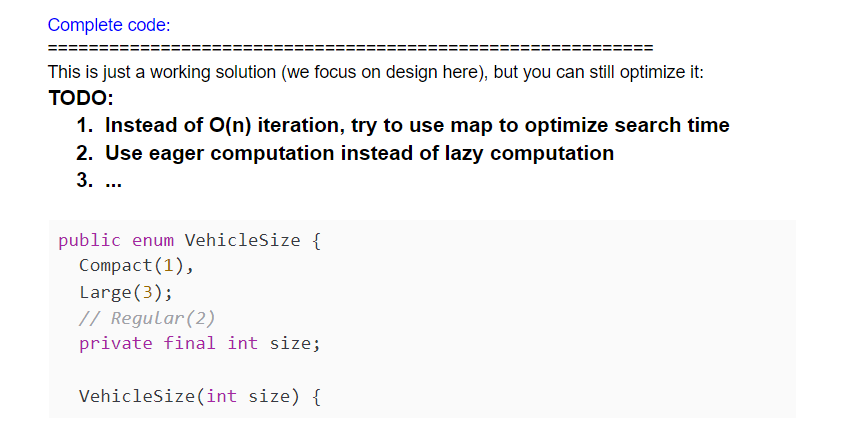 Complete code:
===========================================================
This is just a working solution (we focus on design here), but you can still optimize it:
TODO:
1. Instead of O(n) iteration, try to use map to optimize search time
2. Use eager computation instead of lazy computation
3. ...
public enum VehicleSize {
Compact(1),
Large(3);
// Regular(2)
private final int size;
VehicleSize(int size) {